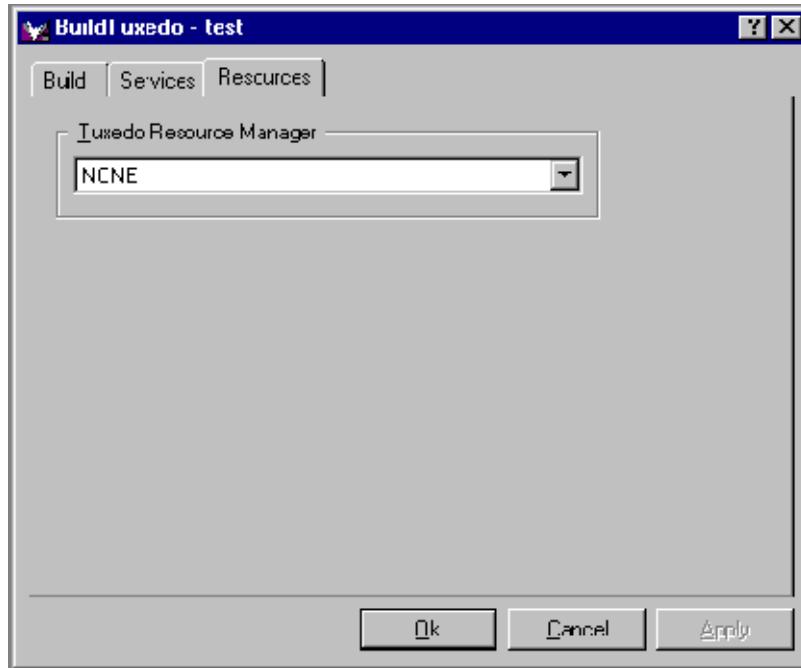 BuildTuxedo - test
Build Services Resources
Tuxedo Resource Manager
NONE
Ok Cancel Apply